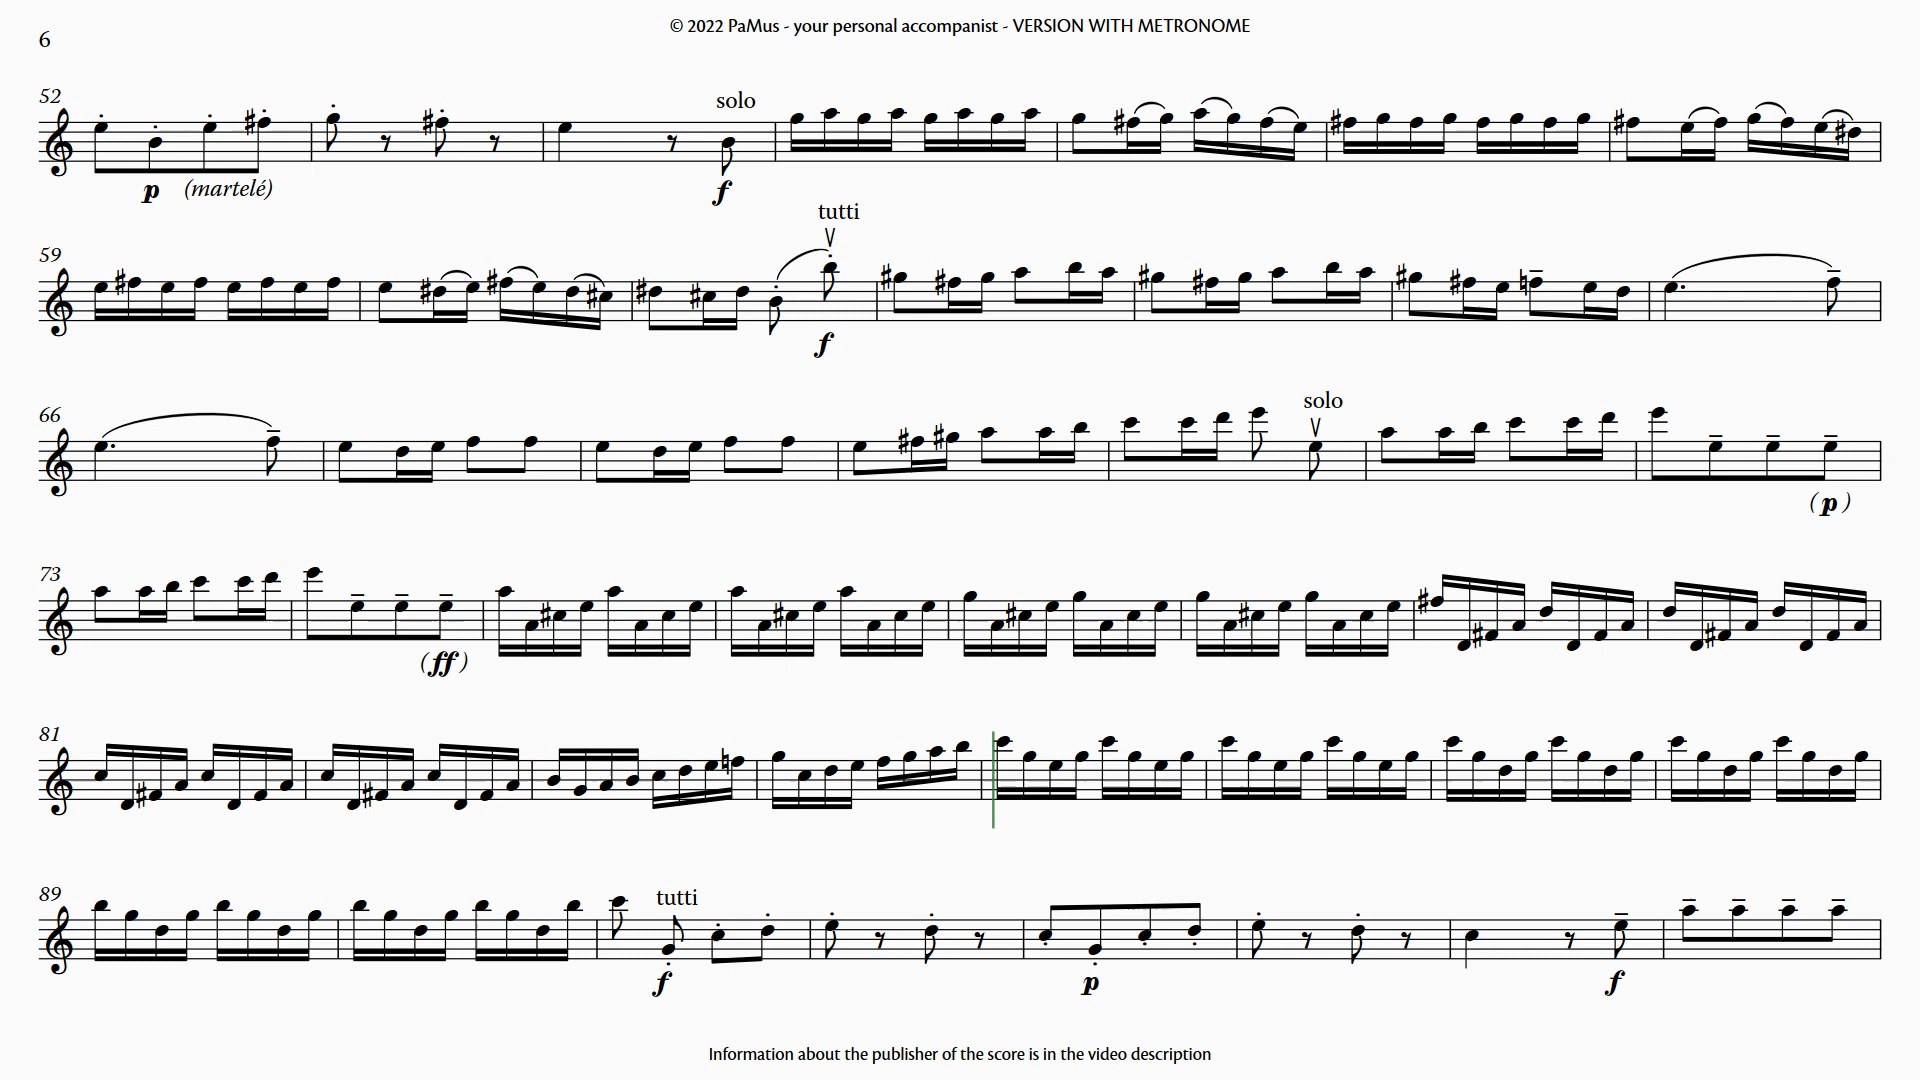 © 2022 PaMus - your personal accompanist - VERSION WITH METRONOME
6
52
solo
p (martelé)
f
59
tutti
f
66
solo
(p)
73
(ff)
81
89
tutti
f
p
f
Information about the publisher of the score is in the video description